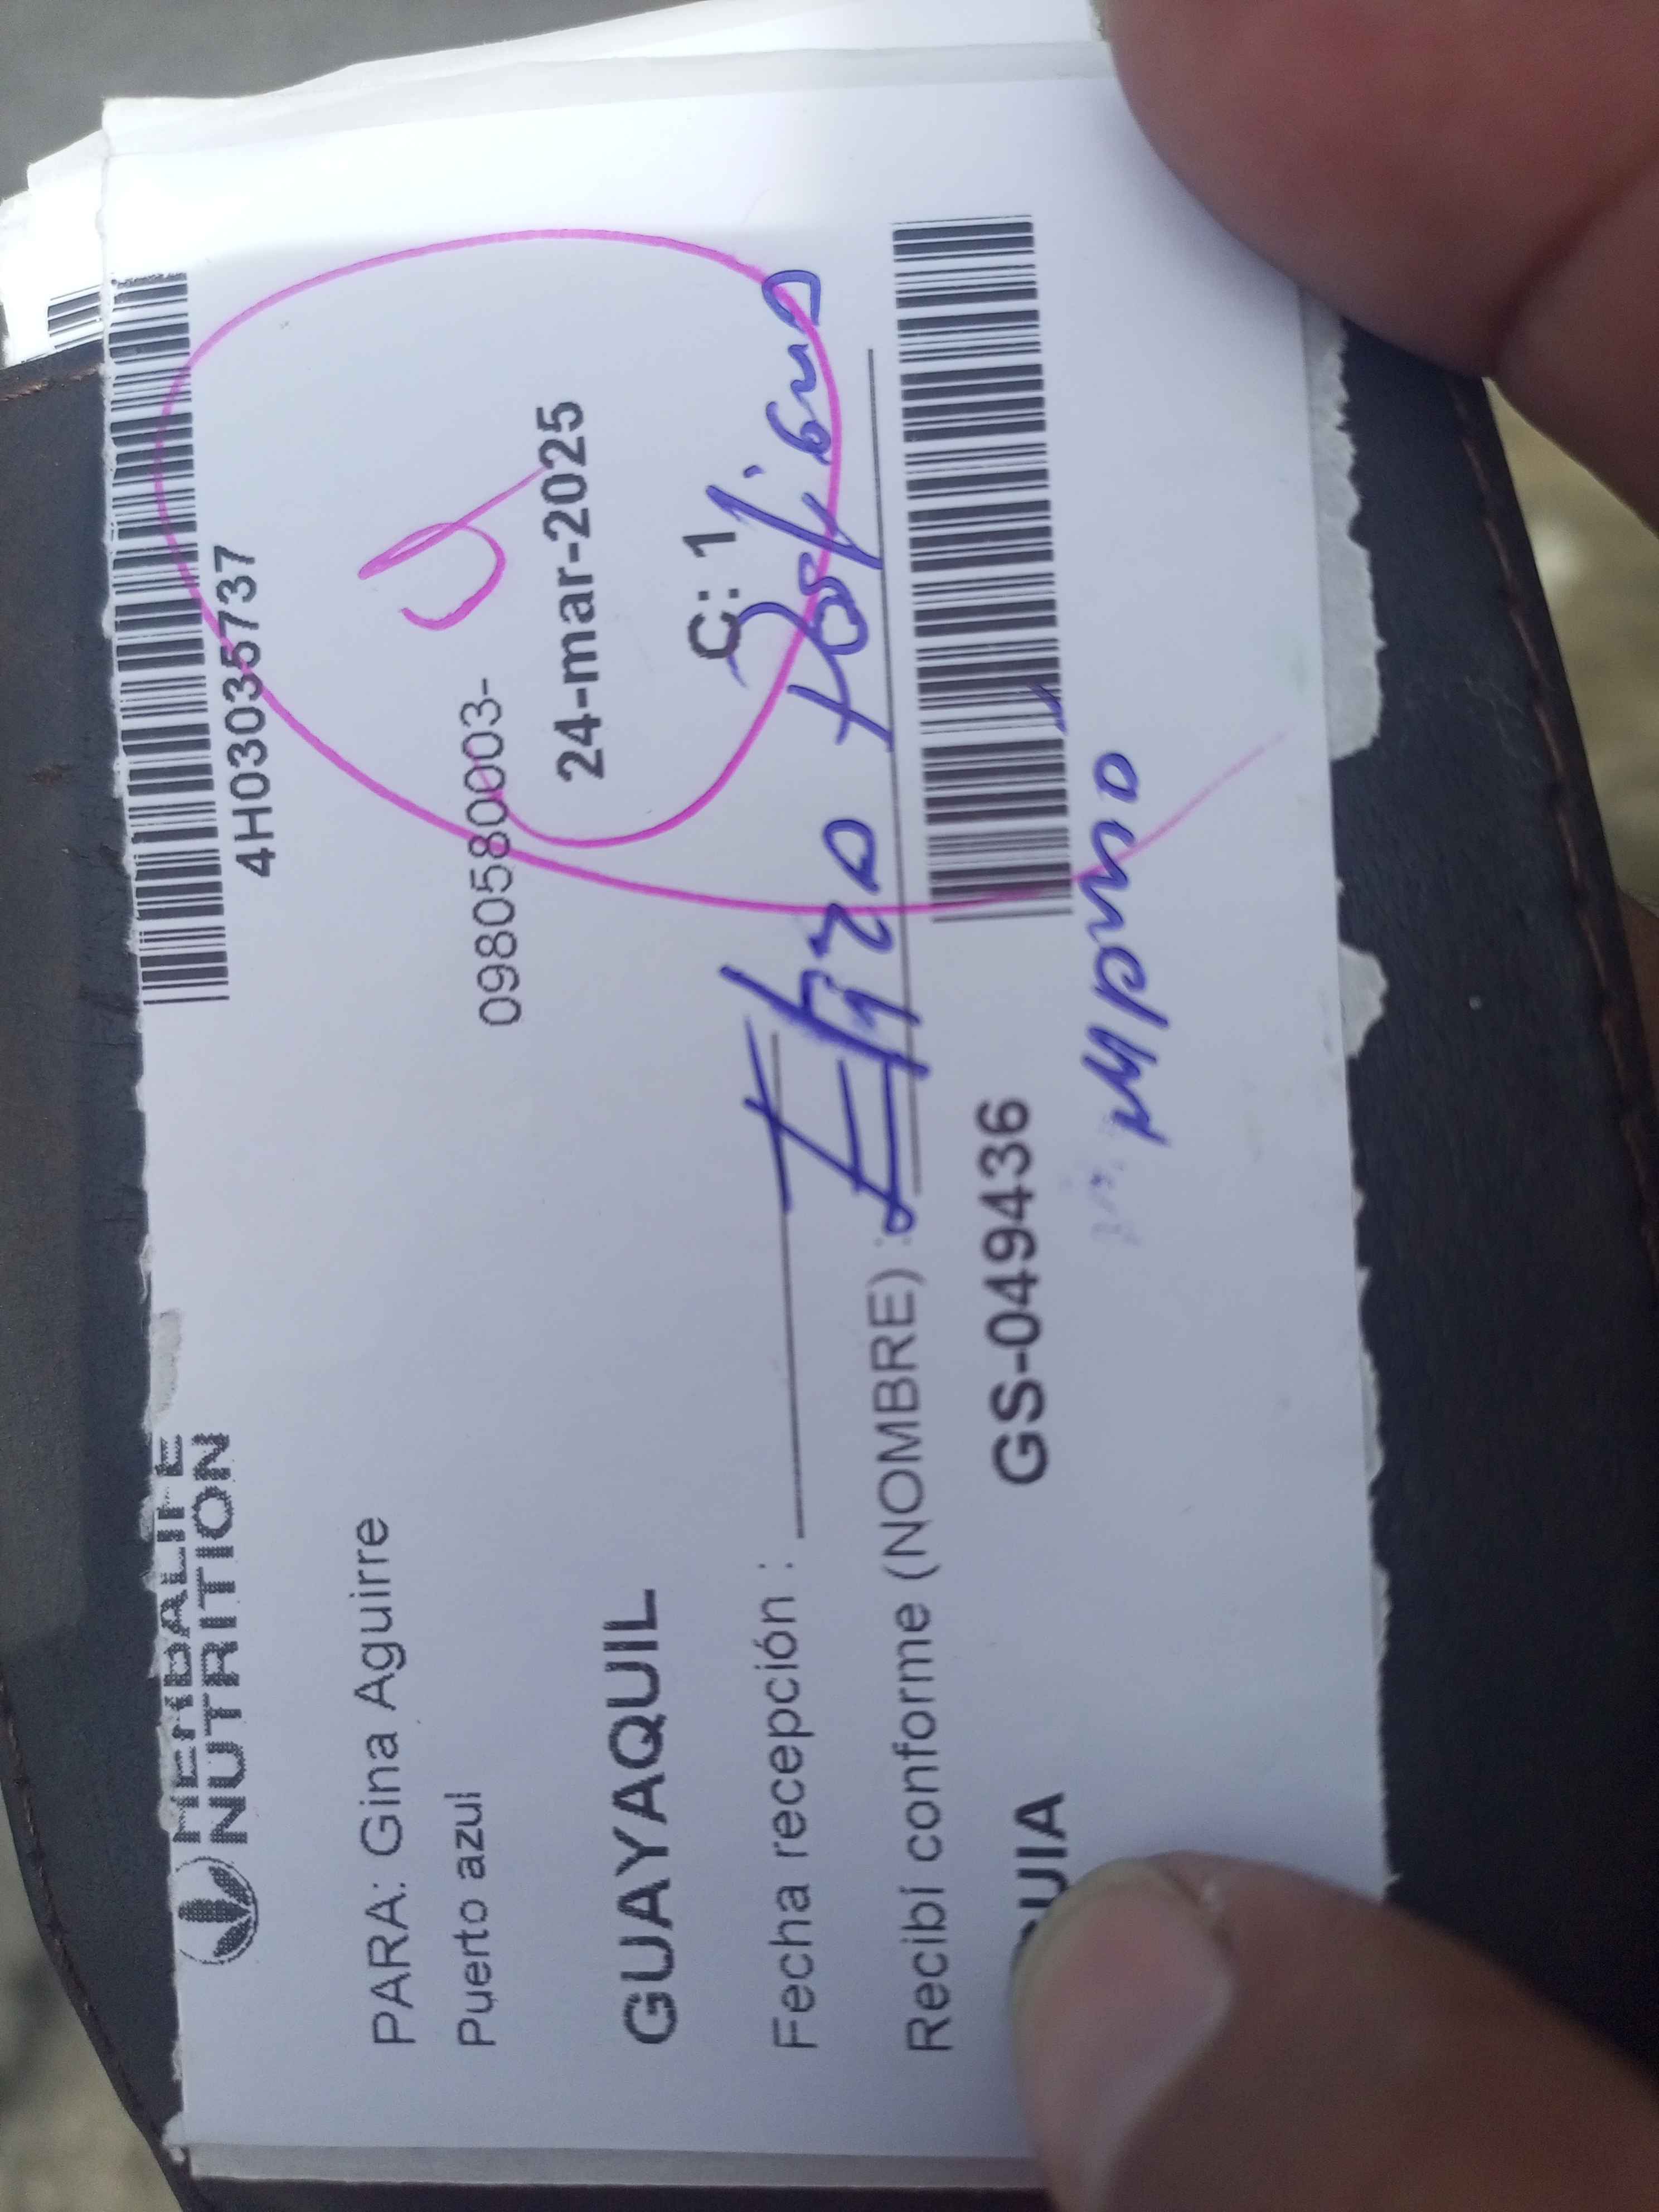 4H03035737
HERBALIFE
NUTRITION
PARA: Gina Aguirre
Puerto azul
0980580003-
24-mar-2025
GUAYAQUIL
C: 1
Fecha recepción :
Recibí conforme (NOMBRE) :
GS-049436